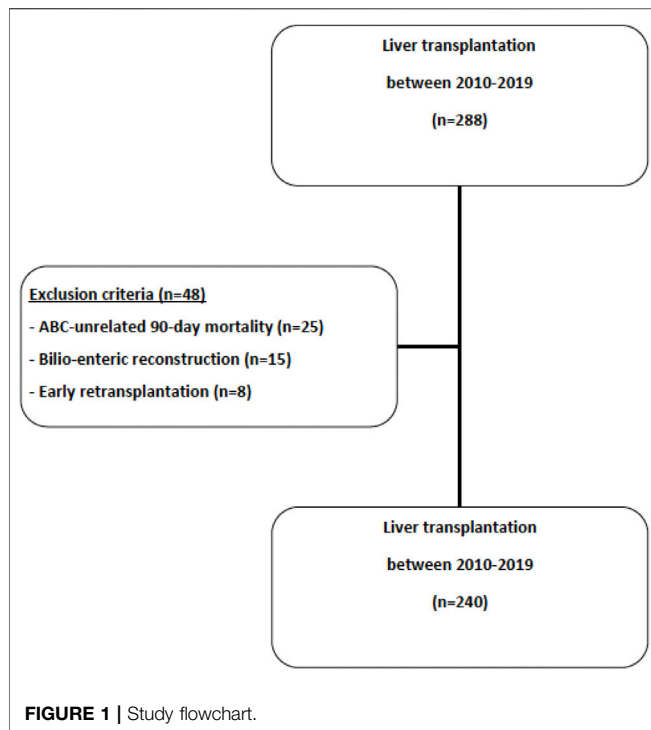 Liver transplantation
between 2010-2019
(n=288)
Exclusion criteria (n=48)
- ABC-unrelated 90-day mortality (n=25)
- Bilio-enteric reconstruction (n=15)
- Early retransplantation (n=8)
Liver transplantation
between 2010-2019
(n=240)
FIGURE 1 | Study flowchart.